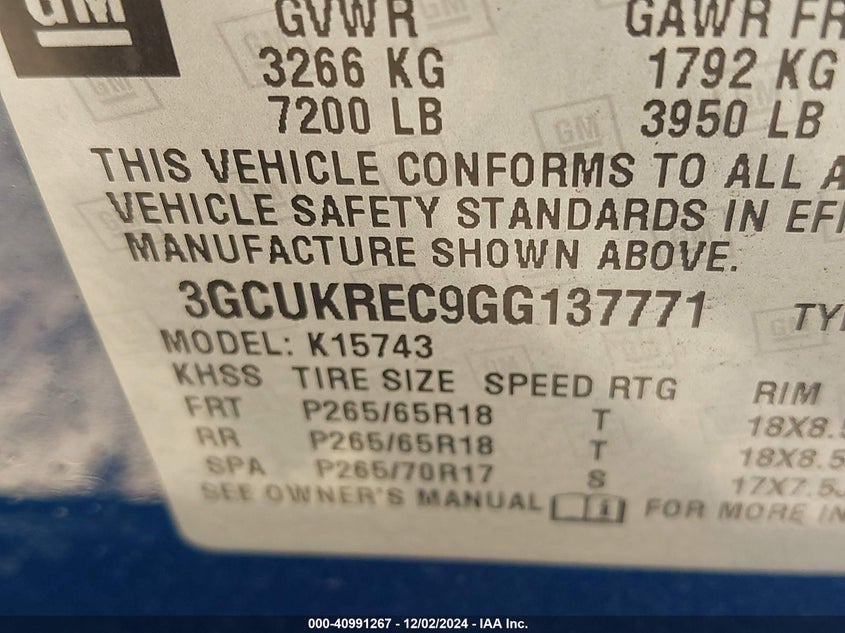 GM
GVWR GAWR FR
3266 KG 1792 KG
7200 LB 3950 LB
THIS VEHICLE CONFORMS TO ALL A
VEHICLE SAFETY STANDARDS IN EFF
MANUFACTURE SHOWN ABOVE.
3GCUKREC9GG137771 TYP
MODEL: K15743
KHSS TIRE SIZE SPEED RTG RIM
FRT P265/65R18 T 18X8.5
RR P265/65R18 T 18X8.5
SPA P265/70R17 S 17X7.5J
SEE OWNER'S MANUAL FOR MORE IN
000-40991267 - 12/02/2024 - IAA Inc.